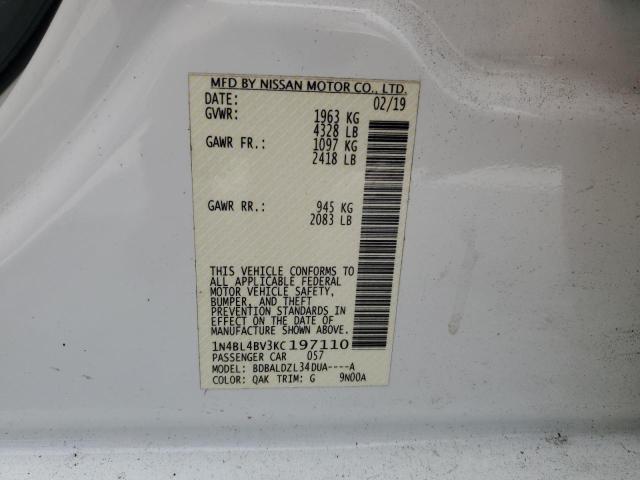 MFD BY NISSAN MOTOR CO., LTD.
DATE: 02/19
GVWR: 1963 KG
4328 LB
GAWR FR.: 1097 KG
2418 LB
GAWR RR.: 945 KG
2083 LB
THIS VEHICLE CONFORMS TO
ALL APPLICABLE FEDERAL
MOTOR VEHICLE SAFETY,
BUMPER, AND THEFT
PREVENTION STANDARDS IN
EFFECT ON THE DATE OF
MANUFACTURE SHOWN ABOVE.
1N4BL4BV3KC197110
PASSENGER CAR 057
MODEL: BDBALDZL34DUA----A
COLOR: QAK TRIM: G 9N00A